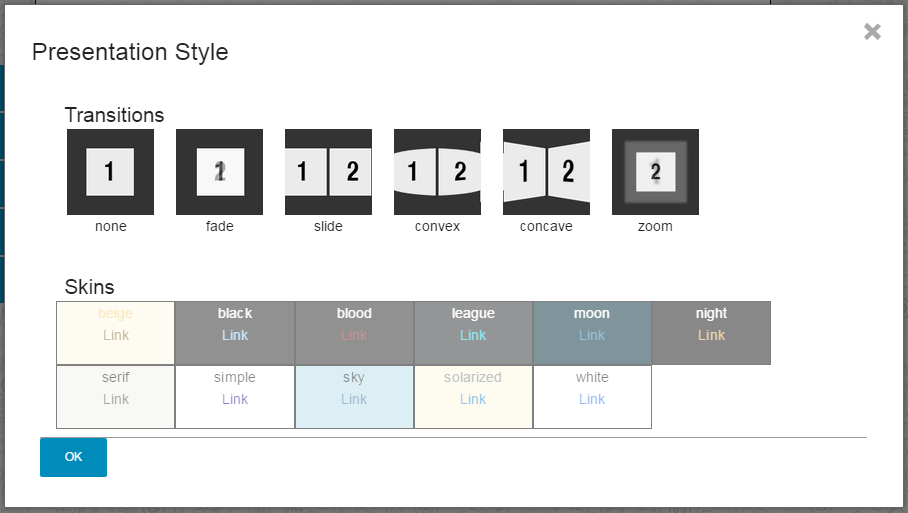 Presentation Style
Transitions
1 2 1 2 1 2 1 2 2
none fade slide convex concave zoom
Skins
beige black blood league moon night
Link Link Link Link Link Link
serif simple sky solarized white
Link Link Link Link Link
OK